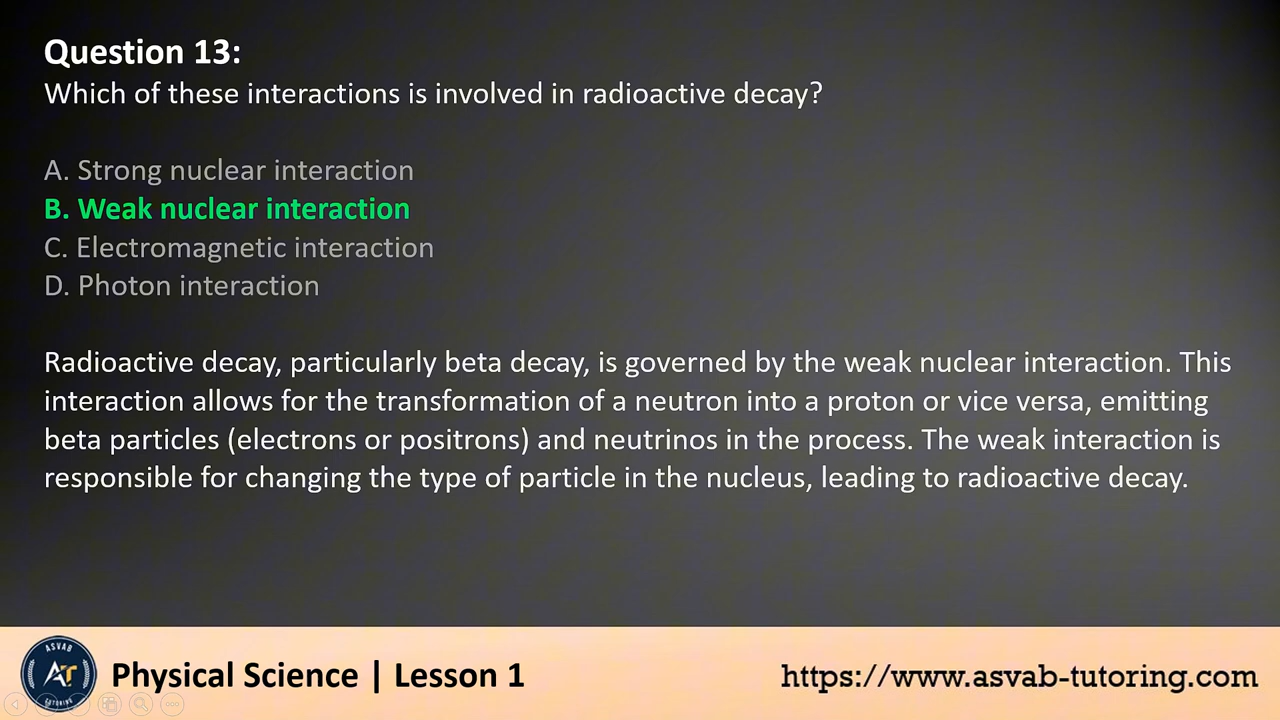 Question 13:
Which of these interactions is involved in radioactive decay?
A. Strong nuclear interaction
B. Weak nuclear interaction
C. Electromagnetic interaction
D. Photon interaction
Radioactive decay, particularly beta decay, is governed by the weak nuclear interaction. This
interaction allows for the transformation of a neutron into a proton or vice versa, emitting
beta particles (electrons or positrons) and neutrinos in the process. The weak interaction is
responsible for changing the type of particle in the nucleus, leading to radioactive decay.
ASVAB
AT
TUTORING
Physical Science | Lesson 1
https://www.asvab-tutoring.com